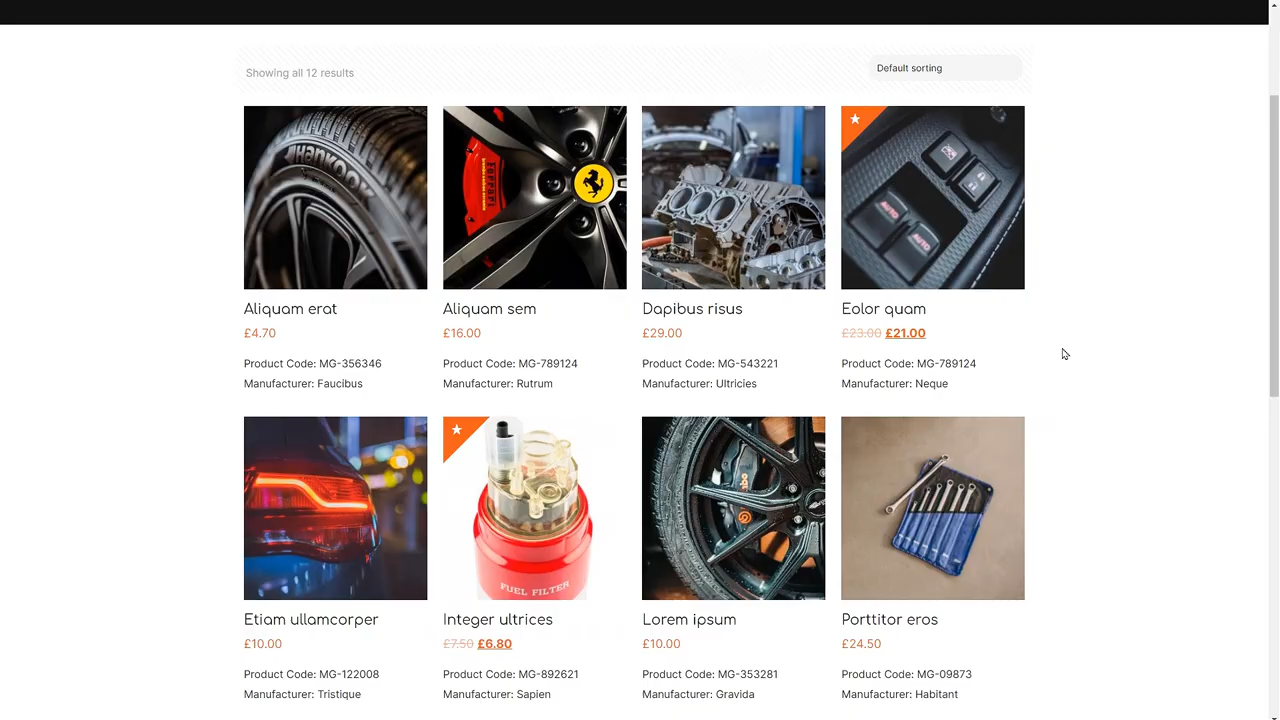 Showing all 12 results
Default sorting
HANKOOK
AUTO
AUTO
Aliquam erat
£4.70
Product Code: MG-356346
Manufacturer: Faucibus
Aliquam sem
£16.00
Product Code: MG-789124
Manufacturer: Rutrum
Dapibus risus
£29.00
Product Code: MG-543221
Manufacturer: Ultricies
Eolor quam
£23.00 £21.00
Product Code: MG-789124
Manufacturer: Neque
FUEL FILTER
Etiam ullamcorper
£10.00
Product Code: MG-122008
Manufacturer: Tristique
Integer ultrices
£7.50 £6.80
Product Code: MG-892621
Manufacturer: Sapien
Lorem ipsum
£10.00
Product Code: MG-353281
Manufacturer: Gravida
Porttitor eros
£24.50
Product Code: MG-09873
Manufacturer: Habitant